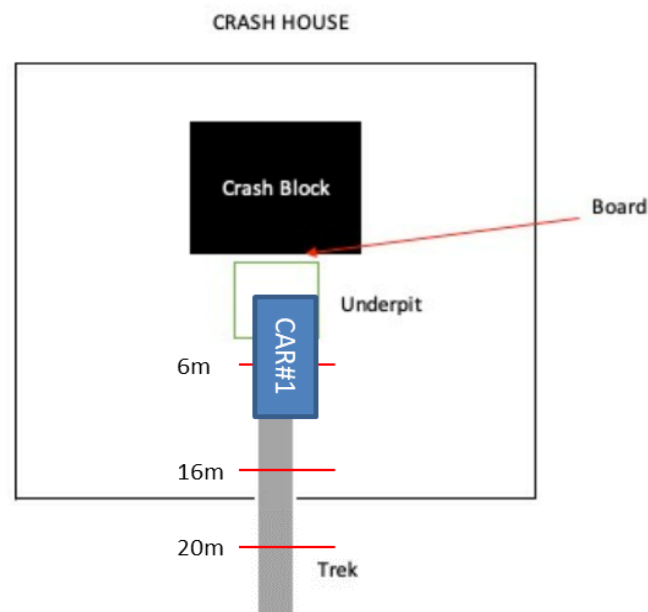 CRASH HOUSE
Crash Block
Board
Underpit
CAR#1
6m
16m
20m
Trek